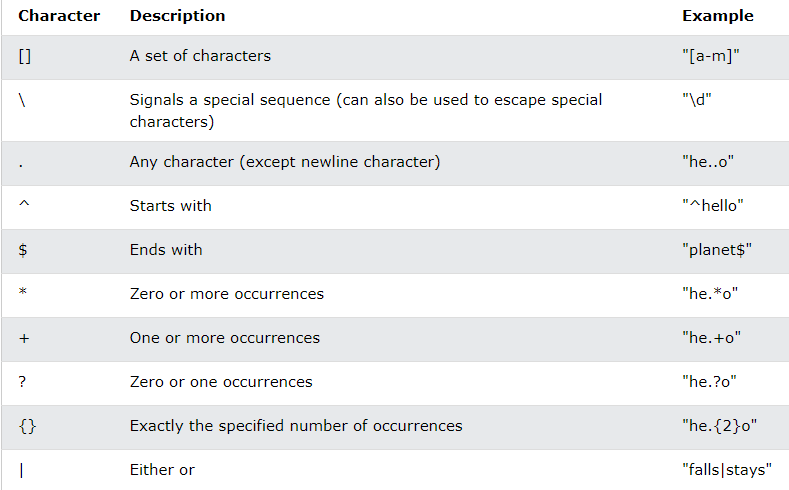 Character Description Example
[] A set of characters "[a-m]"
\ Signals a special sequence (can also be used to escape special "\d"
characters)
. Any character (except newline character) "he..o"
^ Starts with "^hello"
$ Ends with "planet$"
* Zero or more occurrences "he.*o"
+ One or more occurrences "he.+o"
? Zero or one occurrences "he.?o"
{} Exactly the specified number of occurrences "he.{2}o"
| Either or "falls|stays"